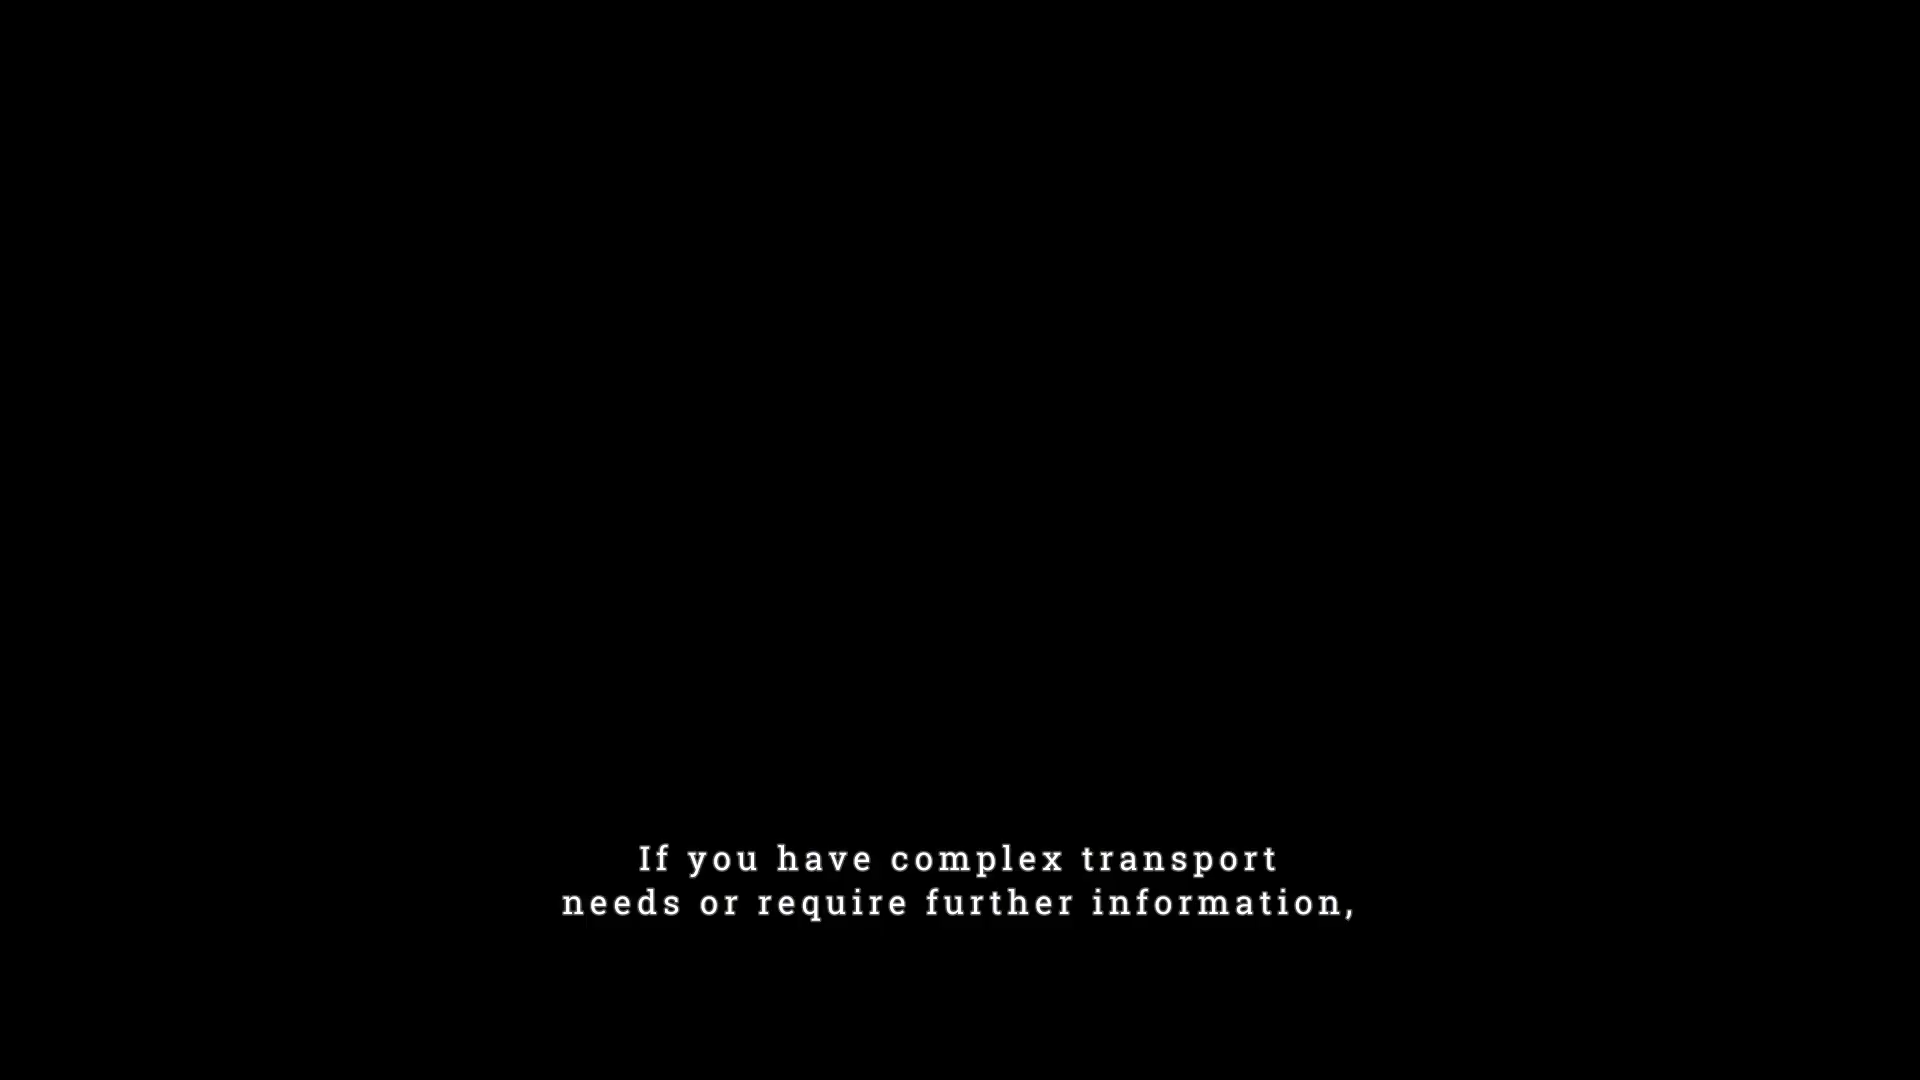 If you have complex transport
needs or require further information,